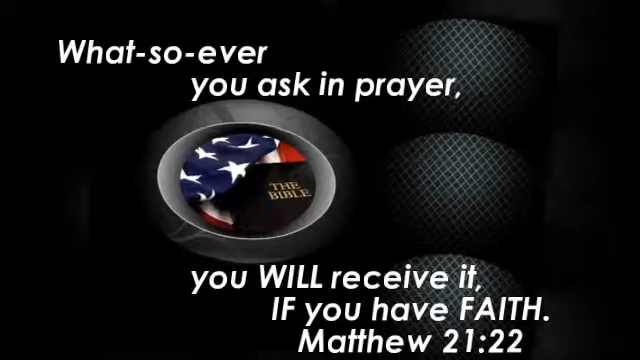 What-so-ever
you ask in prayer,
THE
BIBLE
you WILL receive it,
IF you have FAITH.
Matthew 21:22